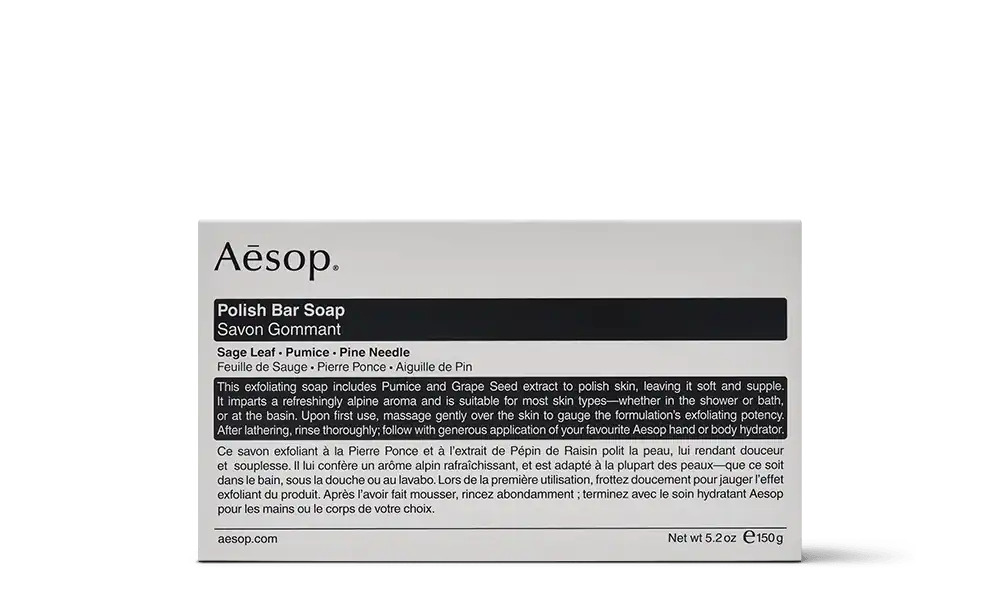 Aēsop®
Polish Bar Soap
Savon Gommant
Sage Leaf • Pumice • Pine Needle
Feuille de Sauge • Pierre Ponce • Aiguille de Pin
This exfoliating soap includes Pumice and Grape Seed extract to polish skin, leaving it soft and supple.
It imparts a refreshingly alpine aroma and is suitable for most skin types—whether in the shower or bath,
or at the basin. Upon first use, massage gently over the skin to gauge the formulation's exfoliating potency.
After lathering, rinse thoroughly; follow with generous application of your favourite Aesop hand or body hydrator.
Ce savon exfoliant à la Pierre Ponce et à l'extrait de Pépin de Raisin polit la peau, lui rendant douceur
et souplesse. Il lui confère un arôme alpin rafraîchissant, et est adapté à la plupart des peaux—que ce soit
dans le bain, sous la douche ou au lavabo. Lors de la première utilisation, frottez doucement pour jauger l'effet
exfoliant du produit. Après l'avoir fait mousser, rincez abondamment ; terminez avec le soin hydratant Aesop
pour les mains ou le corps de votre choix.
aesop.com Net wt 5.2 oz ℮150 g